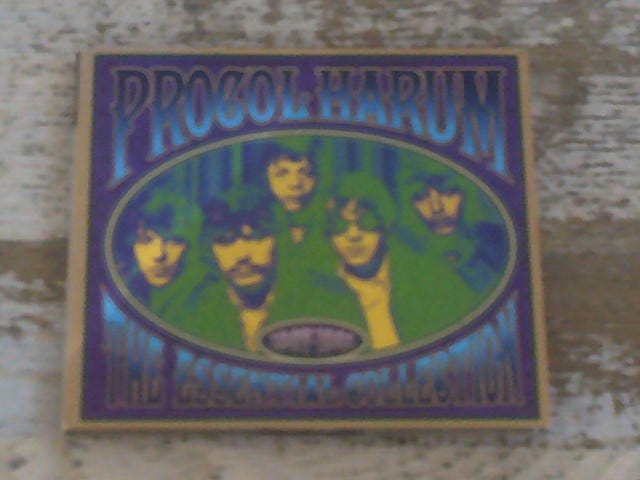 PROCOL HARUM
THE ESSENTIAL COLLECTION